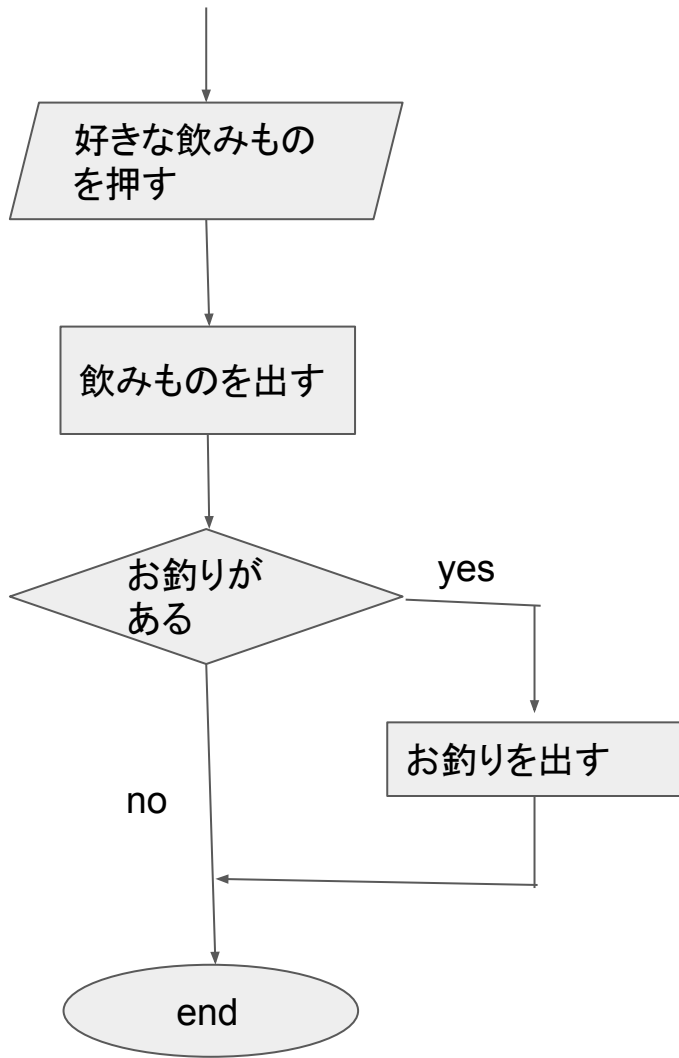 好きな飲みもの
を押す
飲みものを出す
お釣りが
ある
yes
お釣りを出す
no
end